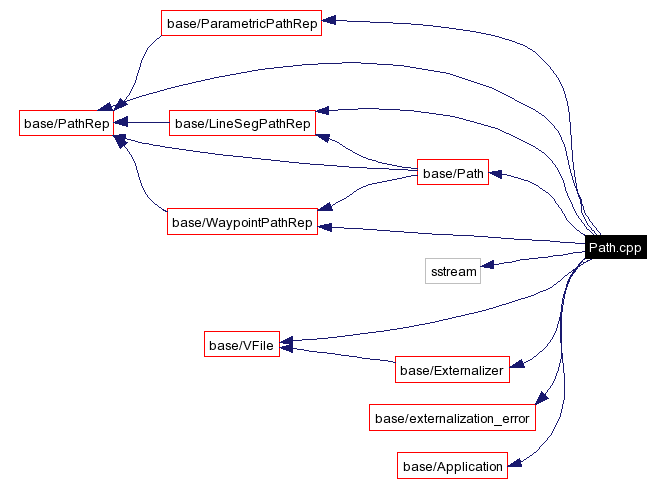 base/ParametricPathRep
base/PathRep
base/LineSegPathRep
base/Path
base/WaypointPathRep
Path.cpp
sstream
base/VFile
base/Externalizer
base/externalization_error
base/Application